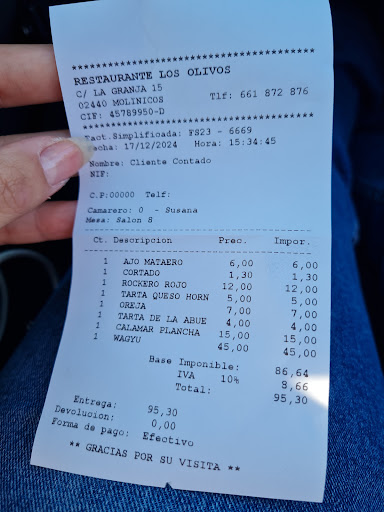 ****************************************
RESTAURANTE LOS OLIVOS
C/ LA GRANJA 15
02440 MOLINICOS Tlf: 661 872 876
CIF: 45789950-D
****************************************
Fact.Simplificada: FS23 - 6669
Fecha: 17/12/2024 Hora: 15:34:45
Nombre: Cliente Contado
NIF:
C.P:00000 Telf:
Camarero: 0 - Susana
Mesa: Salon 8
Ct. Descripcion Prec. Impor.
1 AJO MATAERO 6,00 6,00
1 CORTADO 1,30 1,30
1 ROCKERO ROJO 12,00 12,00
1 TARTA QUESO HORN 5,00 5,00
1 OREJA 7,00 7,00
1 TARTA DE LA ABUE 4,00 4,00
1 CALAMAR PLANCHA 15,00 15,00
1 WAGYU 45,00 45,00
Base Imponible: 86,64
IVA 10% 8,66
Total: 95,30
Entrega: 95,30
Devolucion: 0,00
Forma de pago: Efectivo
** GRACIAS POR SU VISITA **